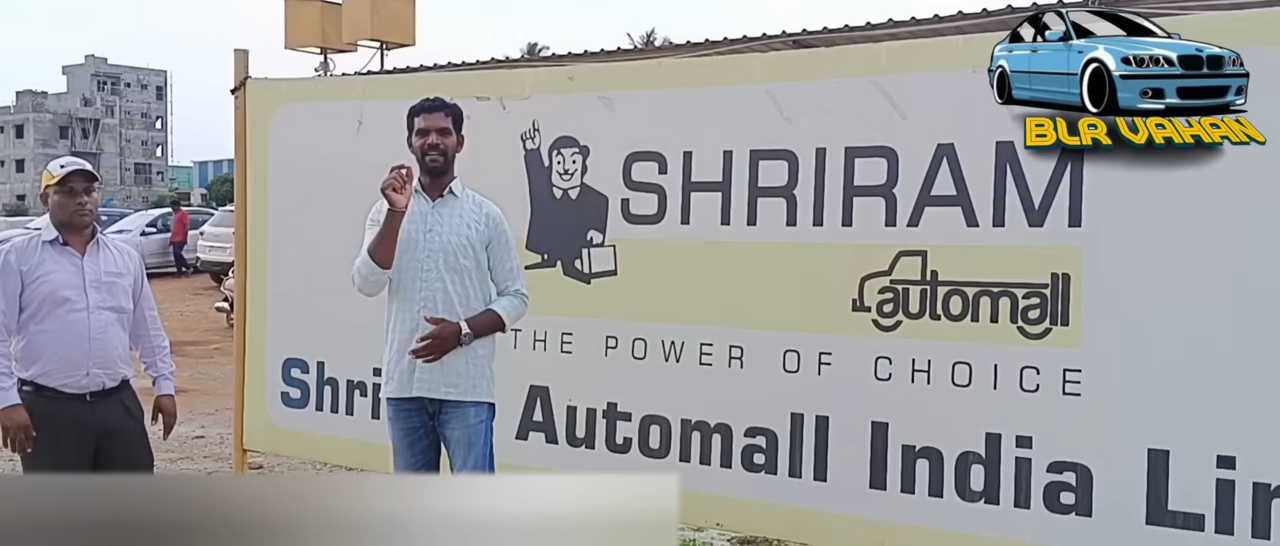 BLR VAHAN
SHRIRAM
automall
THE POWER OF CHOICE
Shri Automall India Li